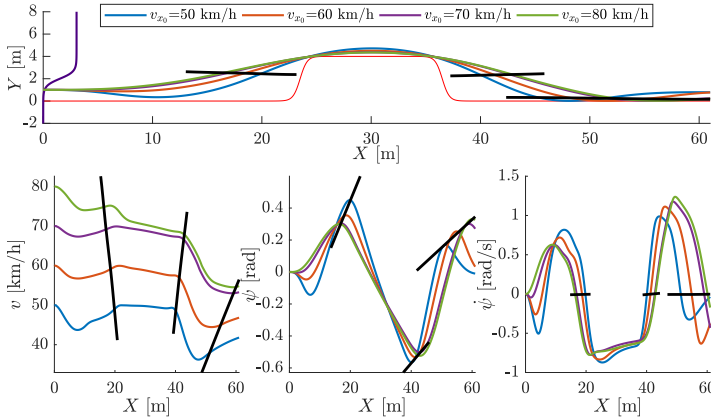 v_{x_0}=50 km/h v_{x_0}=60 km/h v_{x_0}=70 km/h v_{x_0}=80 km/h
8
6
4
2
0
-2
Y [m]
0 10 20 30 40 50 60
X [m]
80
70
60
50
40
v [km/h]
0 20 40 60
X [m]
0.4
0.2
0
-0.2
-0.4
-0.6
ψ [rad]
0 20 40 60
X [m]
1
0.5
0
-0.5
-1
ψ̇ [rad/s]
0 20 40 60
X [m]